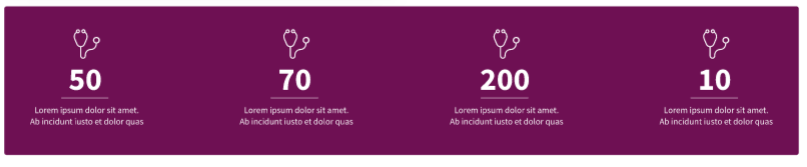 50
Lorem ipsum dolor sit amet.
Ab incidunt iusto et dolor quas
70
Lorem ipsum dolor sit amet.
Ab incidunt iusto et dolor quas
200
Lorem ipsum dolor sit amet.
Ab incidunt iusto et dolor quas
10
Lorem ipsum dolor sit amet.
Ab incidunt iusto et dolor quas